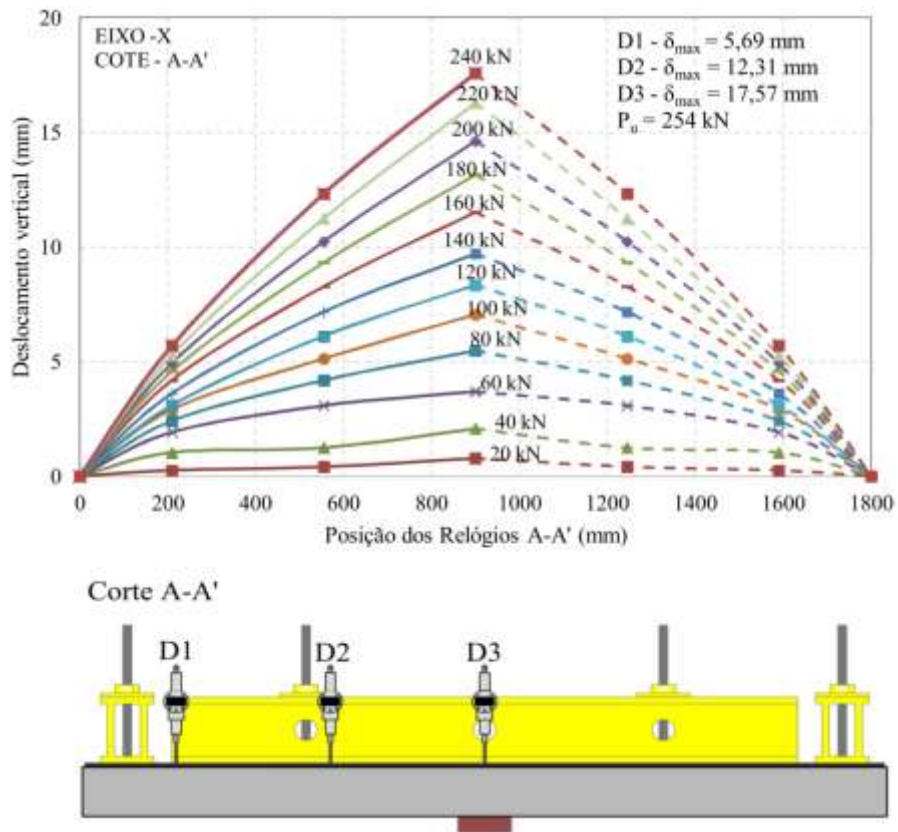 20
EIXO -X
COTE - A-A'
D1 - δmax = 5,69 mm
D2 - δmax = 12,31 mm
D3 - δmax = 17,57 mm
Pu = 254 kN
240 kN
220 kN
200 kN
180 kN
160 kN
140 kN
120 kN
100 kN
80 kN
60 kN
40 kN
20 kN
15
10
5
0
Deslocamento vertical (mm)
0 200 400 600 800 1000 1200 1400 1600 1800
Posição dos Relógios A-A' (mm)
Corte A-A'
D1 D2 D3